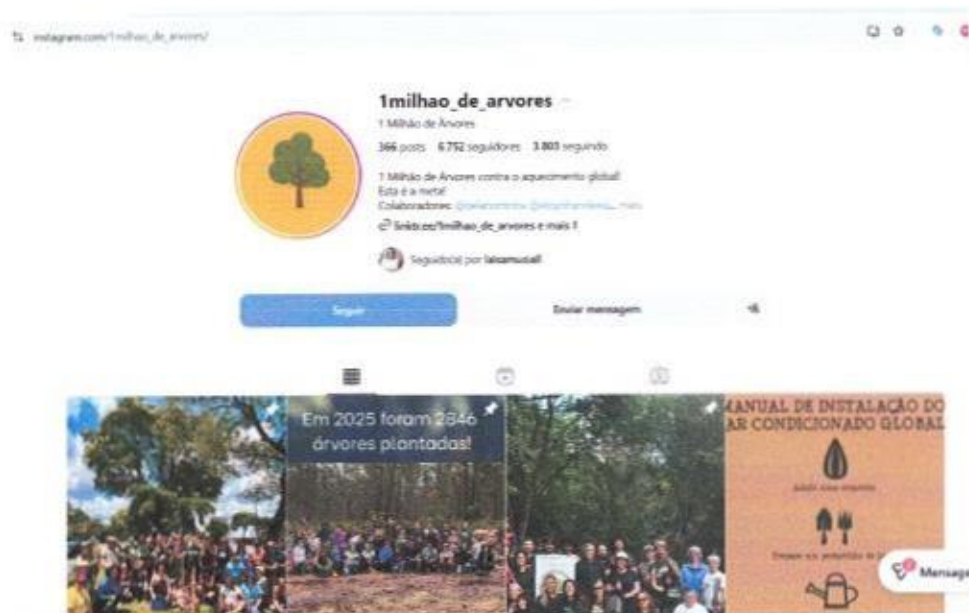 instagram.com/1milhao_de_arvores/
1milhao_de_arvores
1 Milhão de Árvores
366 posts 6.752 seguidores 3.803 seguindo
1 Milhão de Árvores contra o aquecimento global!
Esta é a meta!
Colaboradores: mais
linktr.ee/1milhao_de_arvores e mais 1
Seguido(a) por
Seguir
Enviar mensagem
Em 2025 foram 2846
árvores plantadas!
MANUAL DE INSTALAÇÃO DO
AR CONDICIONADO GLOBAL
Mensage